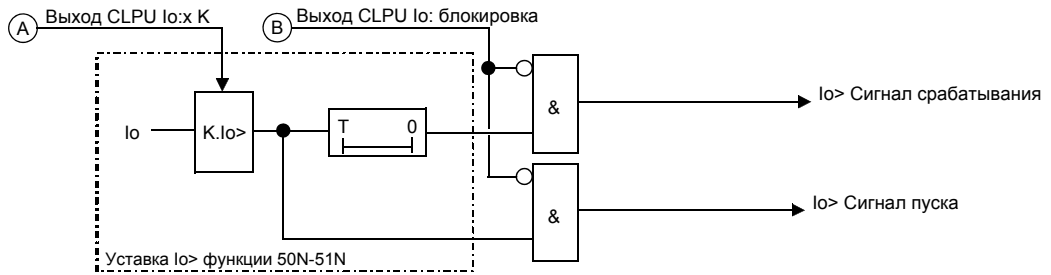 A Выход CLPU Io:x K
B Выход CLPU Io: блокировка
Io
K.Io>
T 0
&
Io> Сигнал срабатывания
&
Io> Сигнал пуска
Уставка Io> функции 50N-51N